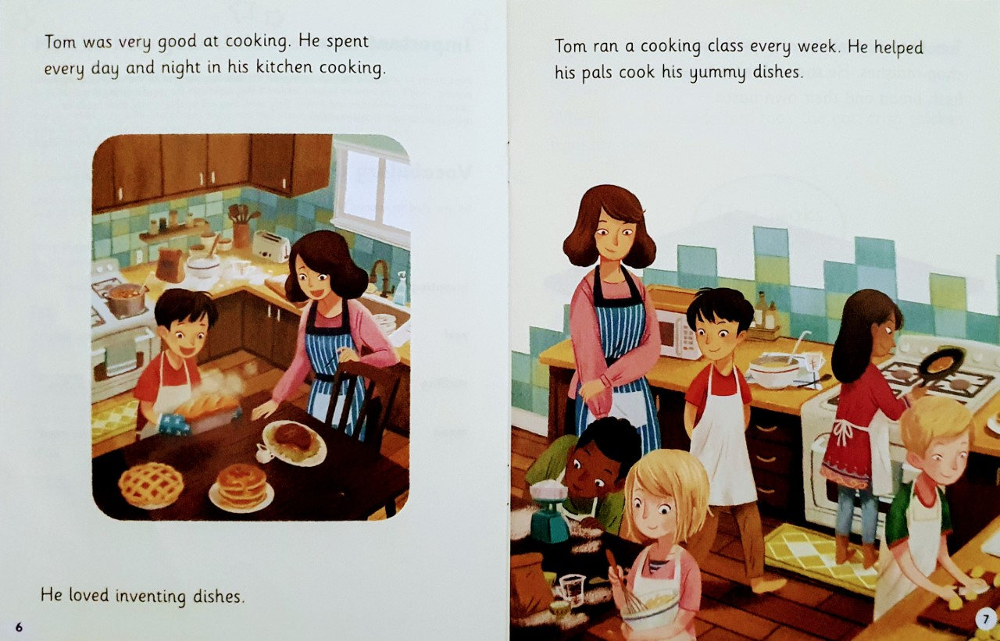 Tom was very good at cooking. He spent
every day and night in his kitchen cooking.
He loved inventing dishes.
6
Tom ran a cooking class every week. He helped
his pals cook his yummy dishes.
7